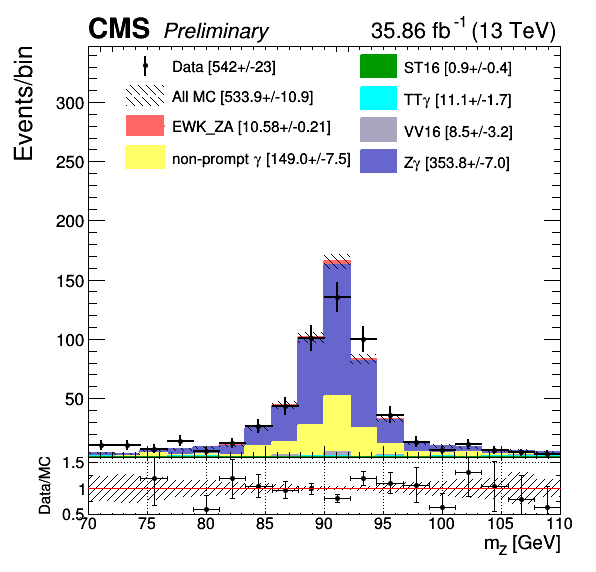 CMS Preliminary 35.86 fb⁻¹ (13 TeV)
Events/bin
Data [542+/-23]
All MC [533.9+/-10.9]
EWK_ZA [10.58+/-0.21]
non-prompt γ [149.0+/-7.5]
ST16 [0.9+/-0.4]
TTγ [11.1+/-1.7]
VV16 [8.5+/-3.2]
Zγ [353.8+/-7.0]
300
250
200
150
100
50
Data/MC
1.5
1
0.5
70 75 80 85 90 95 100 105 110
m_Z [GeV]